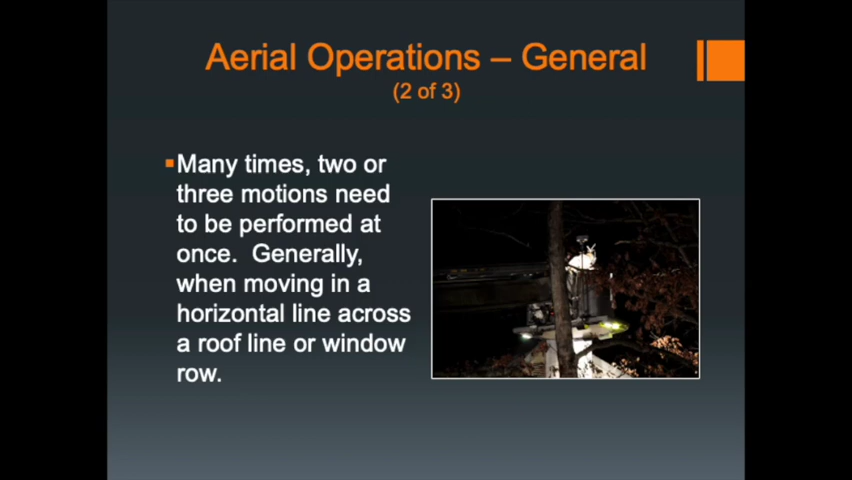 Aerial Operations – General
(2 of 3)
Many times, two or
three motions need
to be performed at
once.  Generally,
when moving in a
horizontal line across
a roof line or window
row.